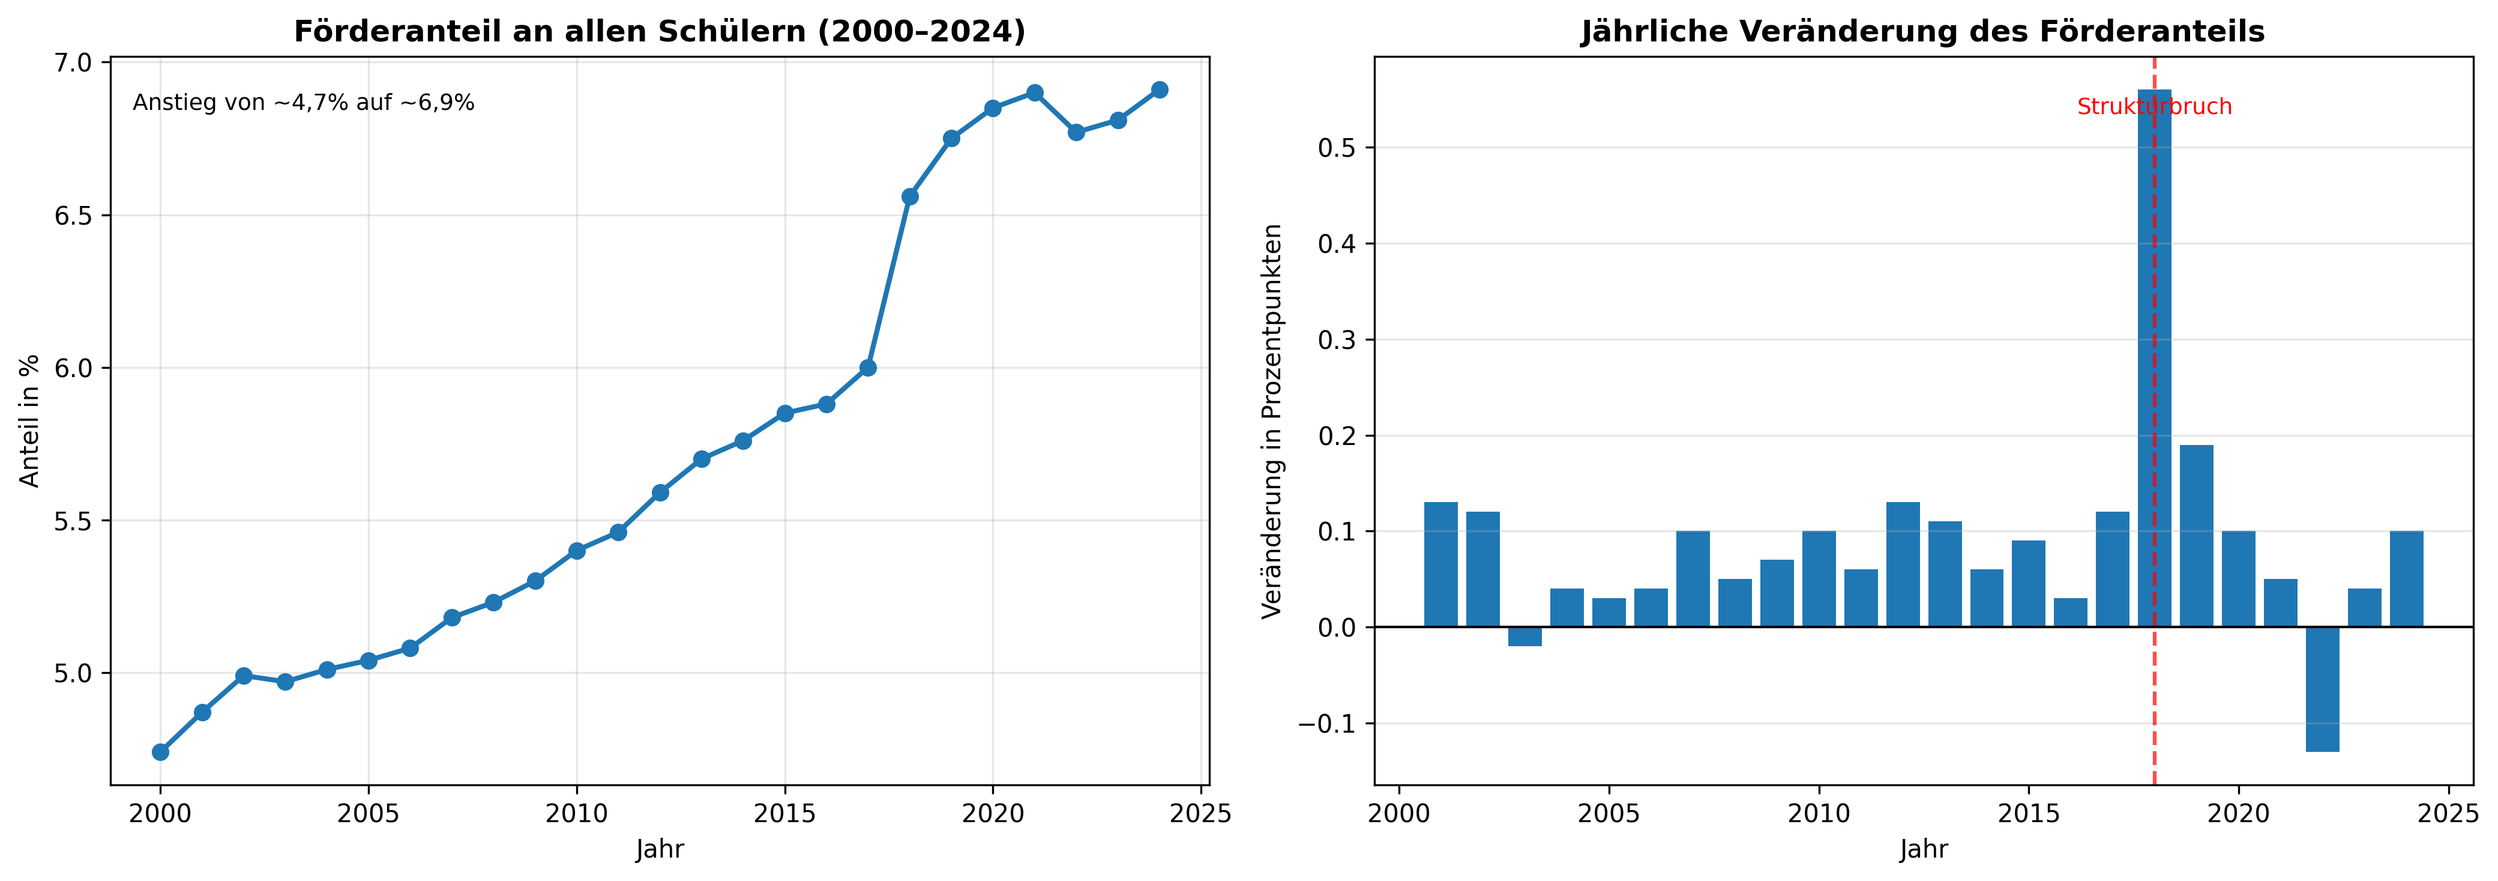 Förderanteil an allen Schülern (2000–2024)
Anstieg von ~4,7% auf ~6,9%
Anteil in %
7.0
6.5
6.0
5.5
5.0
2000 2005 2010 2015 2020 2025
Jahr
Jährliche Veränderung des Förderanteils
Strukturbruch
Veränderung in Prozentpunkten
0.5
0.4
0.3
0.2
0.1
0.0
−0.1
2000 2005 2010 2015 2020 2025
Jahr